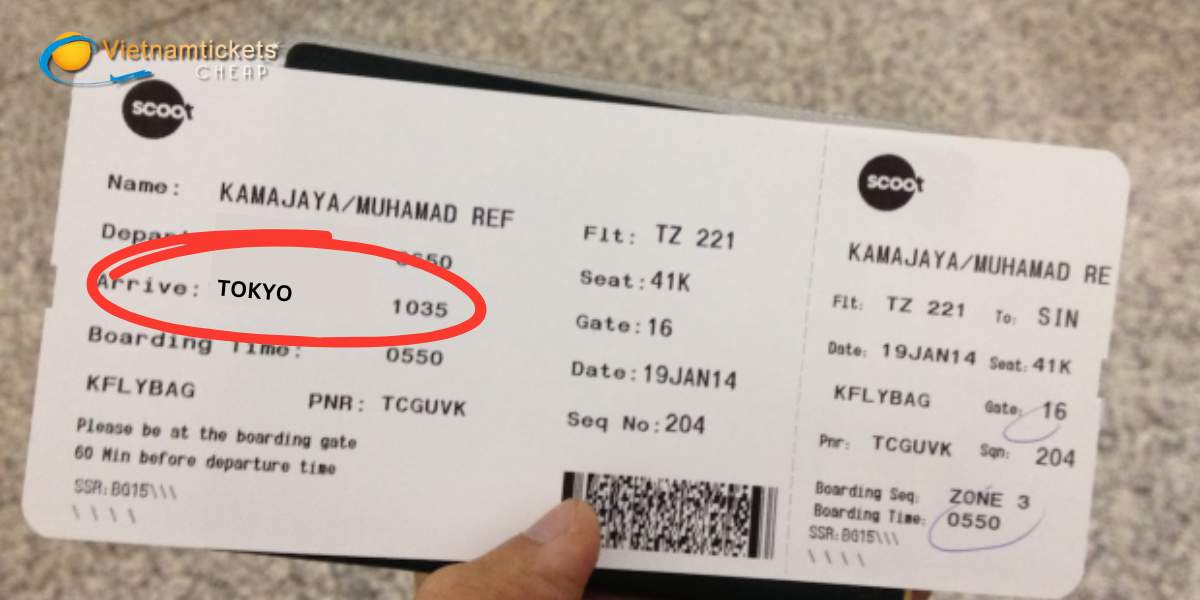 Vietnamtickets
CHEAP
scoot
Name: KAMAJAYA/MUHAMAD REF
Arrive: TOKYO 1035
Boarding Time: 0550
KFLYBAG PNR: TCGUVK
Please be at the boarding gate
60 Min before departure time
SSR:BG15\\\
\ \ \ \
Flt: TZ 221
Seat:41K
Gate:16
Date:19JAN14
Seq No:204
scoot
KAMAJAYA/MUHAMAD RE
Flt: TZ 221 To: SIN
Date: 19JAN14 Seat:41K
KFLYBAG Gate: 16
Pnr: TCGUVK Sqn: 204
Boarding Seq: ZONE 3
Boarding Time: 0550
SSR:BG15\\\
\ \ \ \